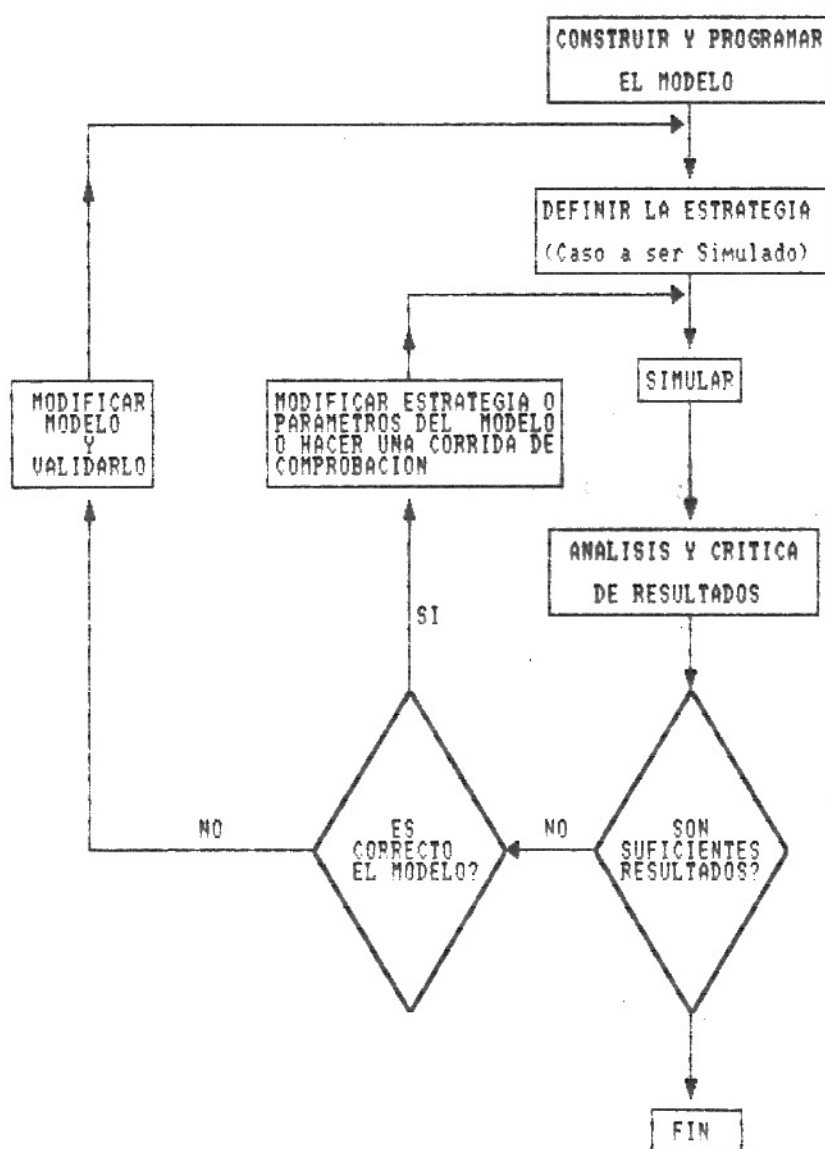 CONSTRUIR Y PROGRAMAR
EL MODELO
DEFINIR LA ESTRATEGIA
(Caso a ser Simulado)
SIMULAR
MODIFICAR
MODELO
Y
VALIDARLO
MODIFICAR ESTRATEGIA O
PARAMETROS DEL MODELO
O HACER UNA CORRIDA DE
COMPROBACION
ANALISIS Y CRITICA
DE RESULTADOS
SI
NO
ES
CORRECTO
EL MODELO?
NO
SON
SUFICIENTES
RESULTADOS?
FIN